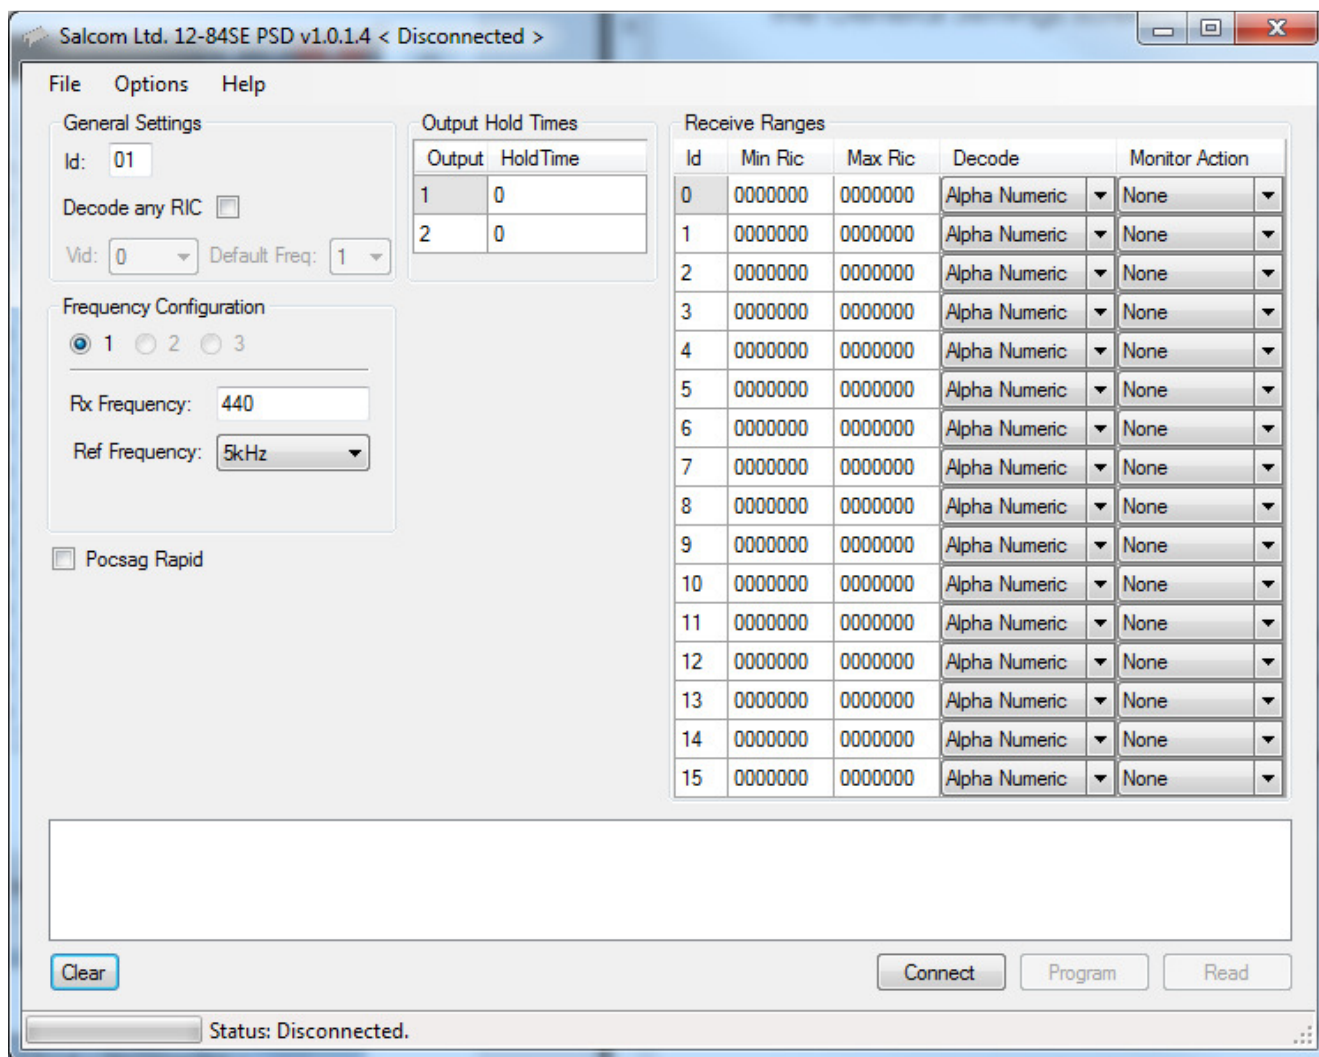 Salcom Ltd. 12-84SE PSD v1.0.1.4 < Disconnected >
File Options Help
General Settings
Id: 01
Decode any RIC
Vid: 0 Default Freq: 1
Frequency Configuration
1 2 3
Rx Frequency: 440
Ref Frequency: 5kHz
Pocsag Rapid
Output Hold Times
Output HoldTime
1 0
2 0
Receive Ranges
Id Min Ric Max Ric Decode Monitor Action
0 0000000 0000000 Alpha Numeric None
1 0000000 0000000 Alpha Numeric None
2 0000000 0000000 Alpha Numeric None
3 0000000 0000000 Alpha Numeric None
4 0000000 0000000 Alpha Numeric None
5 0000000 0000000 Alpha Numeric None
6 0000000 0000000 Alpha Numeric None
7 0000000 0000000 Alpha Numeric None
8 0000000 0000000 Alpha Numeric None
9 0000000 0000000 Alpha Numeric None
10 0000000 0000000 Alpha Numeric None
11 0000000 0000000 Alpha Numeric None
12 0000000 0000000 Alpha Numeric None
13 0000000 0000000 Alpha Numeric None
14 0000000 0000000 Alpha Numeric None
15 0000000 0000000 Alpha Numeric None
Clear Connect Program Read
Status: Disconnected.